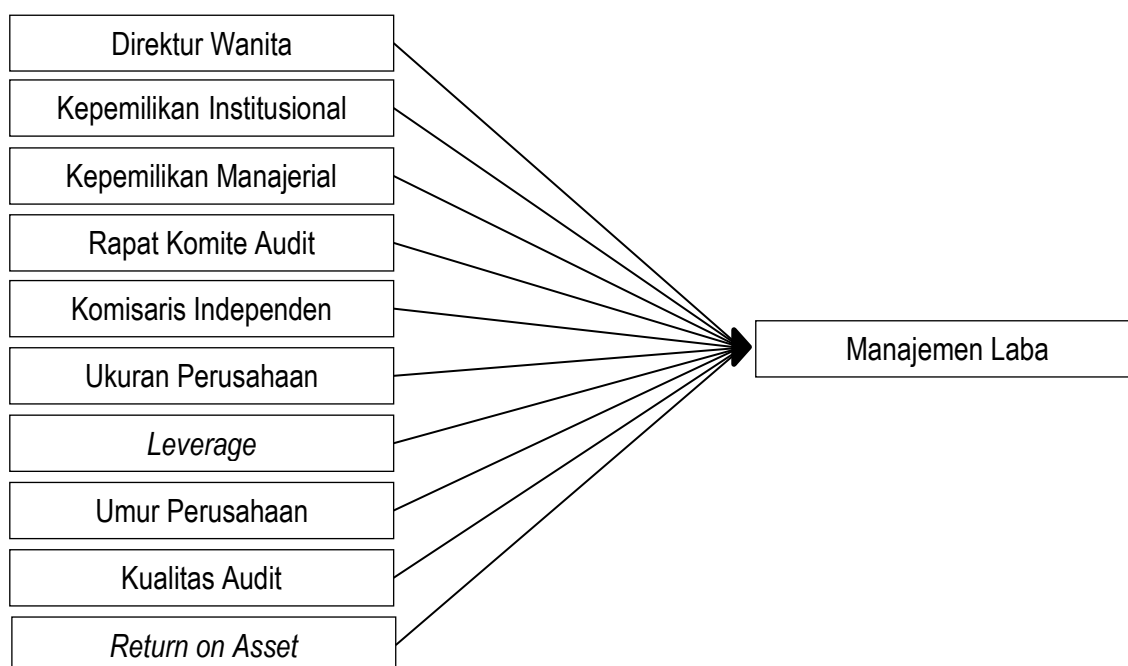 Direktur Wanita
Kepemilikan Institusional
Kepemilikan Manajerial
Rapat Komite Audit
Komisaris Independen
Ukuran Perusahaan
Leverage
Umur Perusahaan
Kualitas Audit
Return on Asset
Manajemen Laba